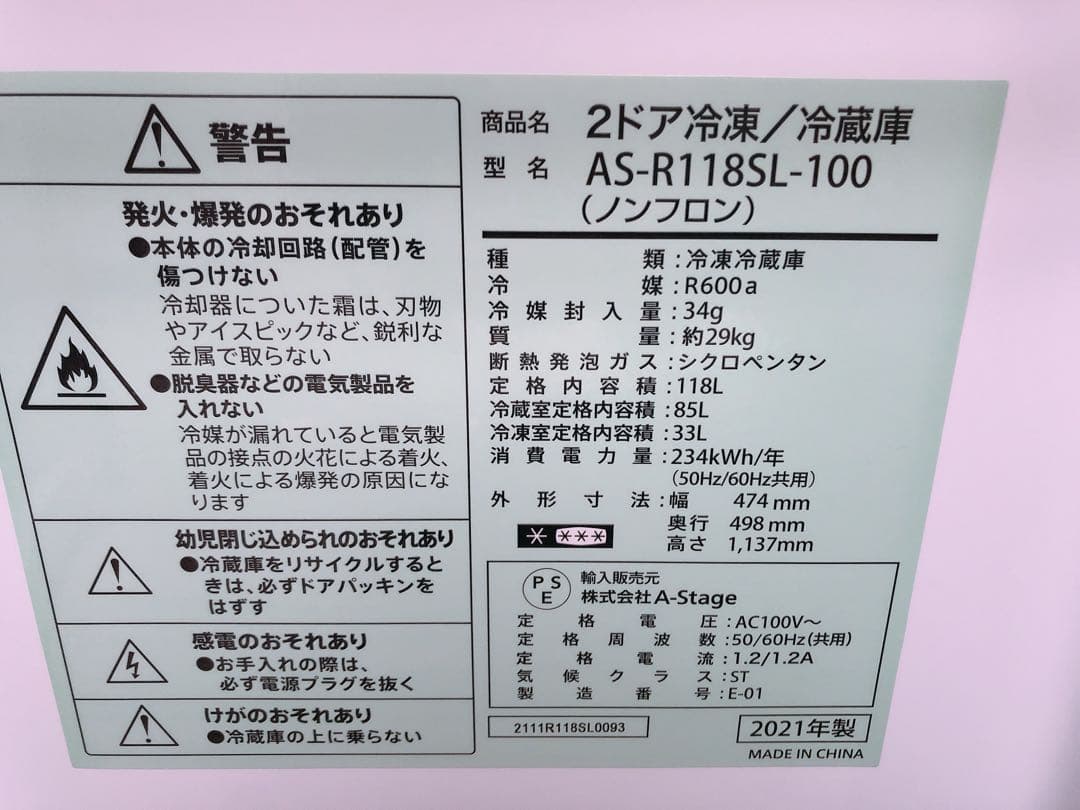 警告
発火・爆発のおそれあり
●本体の冷却回路(配管)を
傷つけない
冷却器についた霜は、刃物
やアイスピックなど、鋭利な
金属で取らない
●脱臭器などの電気製品を
入れない
冷媒が漏れていると電気製
品の接点の火花による着火、
着火による爆発の原因にな
ります
幼児閉じ込められのおそれあり
●冷蔵庫をリサイクルすると
きは、必ずドアパッキンを
はずす
感電のおそれあり
●お手入れの際は、
必ず電源プラグを抜く
けがのおそれあり
●冷蔵庫の上に乗らない
商品名 2ドア冷凍/冷蔵庫
型名 AS-R118SL-100
(ノンフロン)
種類:冷凍冷蔵庫
冷媒:R600a
冷媒封入量:34g
質量:約29kg
断熱発泡ガス:シクロペンタン
定格内容積:118L
冷蔵室定格内容積:85L
冷凍室定格内容積:33L
消費電力量:234kWh/年
(50Hz/60Hz共用)
外形寸法:幅 474mm
奥行 498mm
高さ 1,137mm
PSE
輸入販売元
株式会社A-Stage
定格電圧:AC100V〜
定格周波数:50/60Hz(共用)
定格電流:1.2/1.2A
気候クラス:ST
製造番号:E-01
2111R118SL0093
2021年製
MADE IN CHINA